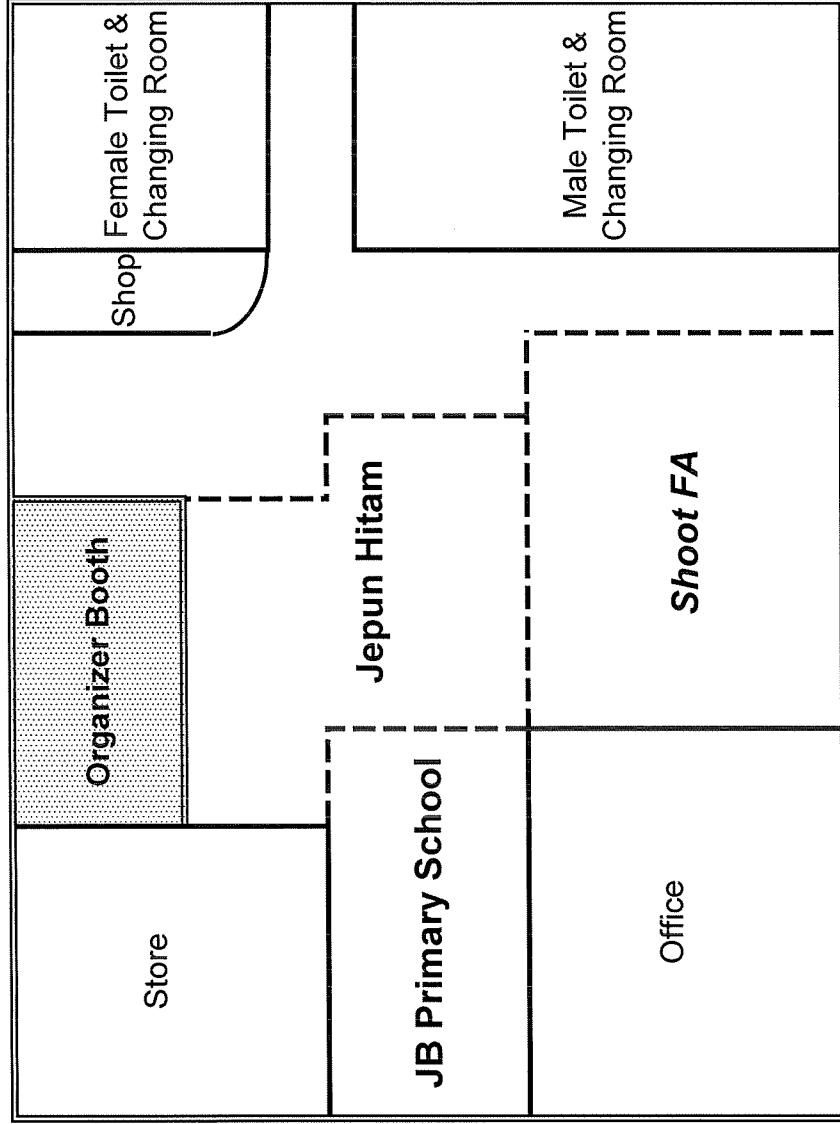 Female Toilet &
Changing Room
Male Toilet &
Changing Room
Shop
Organizer Booth
Jepun Hitam
Shoot FA
Store
JB Primary School
Office